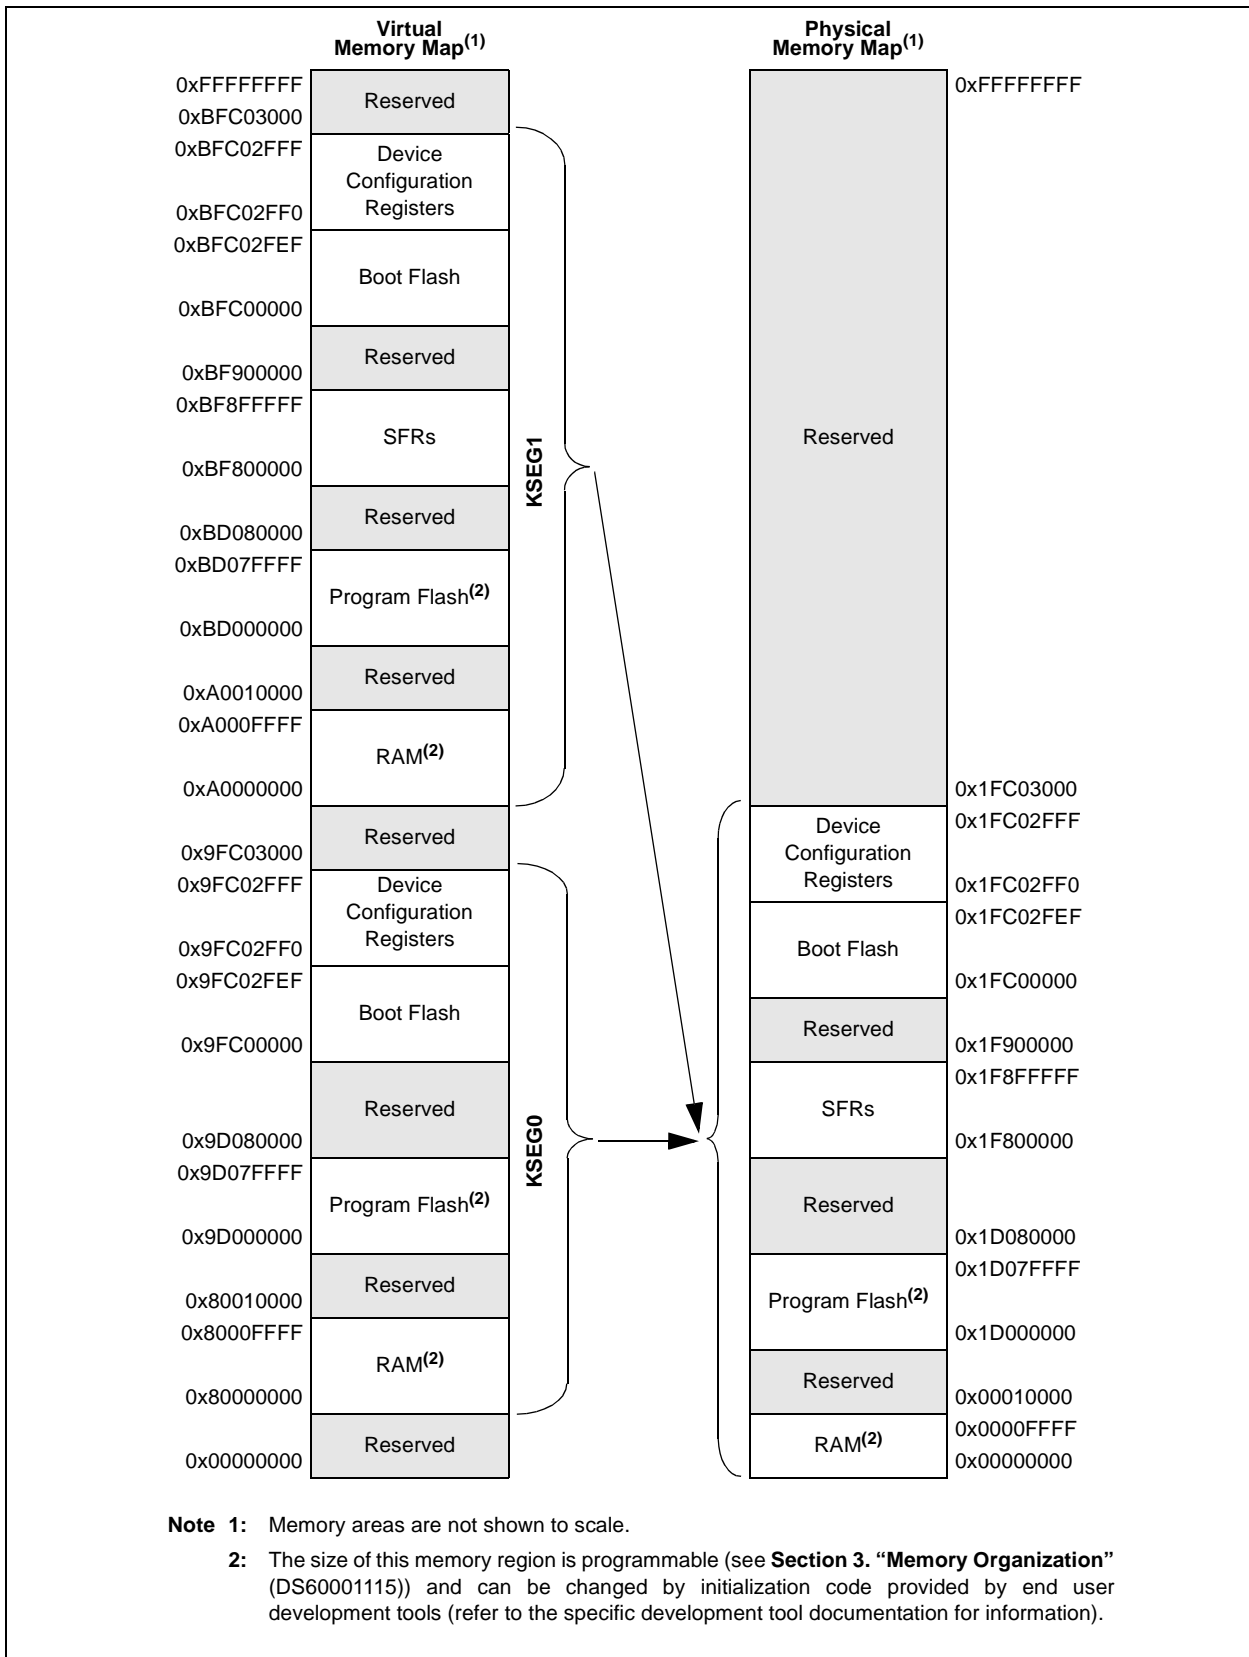 Virtual
Memory Map(1)
Physical
Memory Map(1)
0xFFFFFFFF
Reserved
0xBFC03000
0xBFC02FFF
Device
Configuration
Registers
0xBFC02FF0
0xBFC02FEF
Boot Flash
0xBFC00000
Reserved
0xBF900000
0xBF8FFFFF
SFRs
0xBF800000
Reserved
0xBD080000
0xBD07FFFF
Program Flash(2)
0xBD000000
Reserved
0xA0010000
0xA000FFFF
RAM(2)
0xA0000000
Reserved
0x9FC03000
0x9FC02FFF
Device
Configuration
Registers
0x9FC02FF0
0x9FC02FEF
Boot Flash
0x9FC00000
Reserved
0x9D080000
0x9D07FFFF
Program Flash(2)
0x9D000000
Reserved
0x80010000
0x8000FFFF
RAM(2)
0x80000000
Reserved
0x00000000
KSEG1
KSEG0
0xFFFFFFFF
Reserved
0x1FC03000
0x1FC02FFF
Device
Configuration
Registers
0x1FC02FF0
0x1FC02FEF
Boot Flash
0x1FC00000
Reserved
0x1F900000
0x1F8FFFFF
SFRs
0x1F800000
Reserved
0x1D080000
0x1D07FFFF
Program Flash(2)
0x1D000000
Reserved
0x00010000
0x0000FFFF
RAM(2)
0x00000000
Note 1: Memory areas are not shown to scale.
2: The size of this memory region is programmable (see Section 3. “Memory Organization”
(DS60001115)) and can be changed by initialization code provided by end user
development tools (refer to the specific development tool documentation for information).